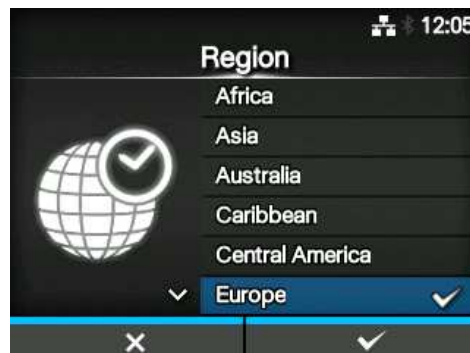 12:05
Region
Africa
Asia
Australia
Caribbean
Central America
Europe